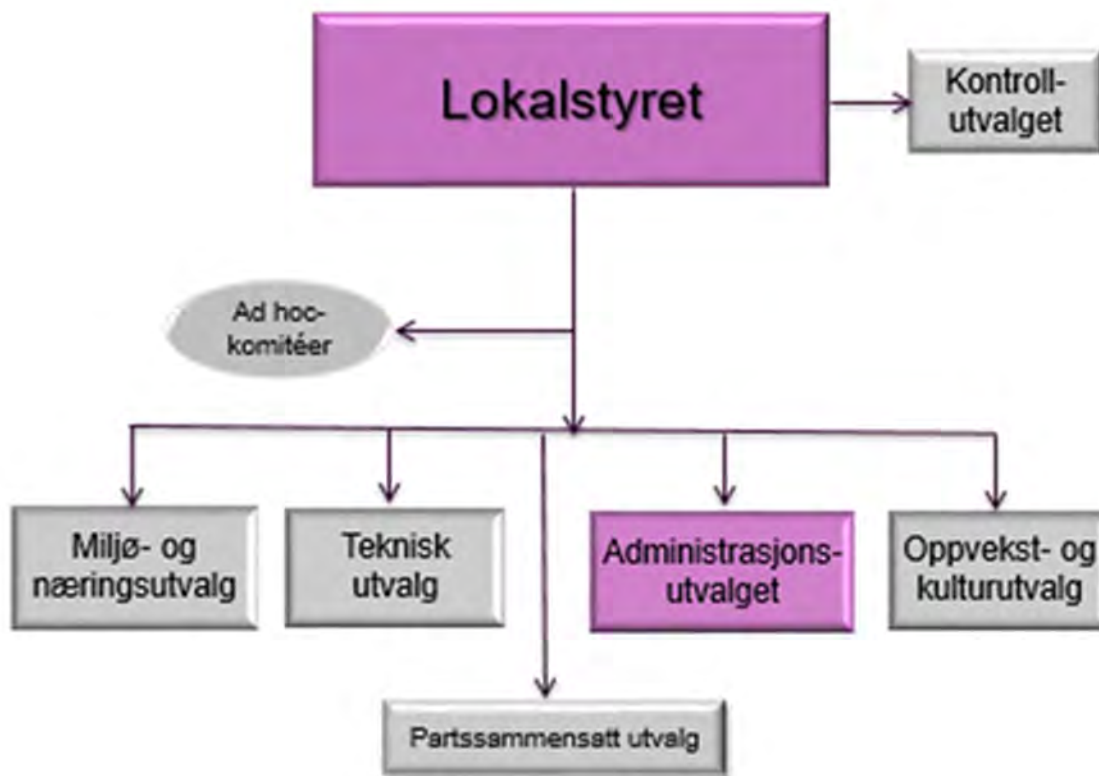 Lokalstyret
Kontroll-
utvalget
Ad hoc-
komitéer
Miljø- og
næringsutvalg
Teknisk
utvalg
Administrasjons-
utvalget
Oppvekst- og
kulturutvalg
Partssammensatt utvalg